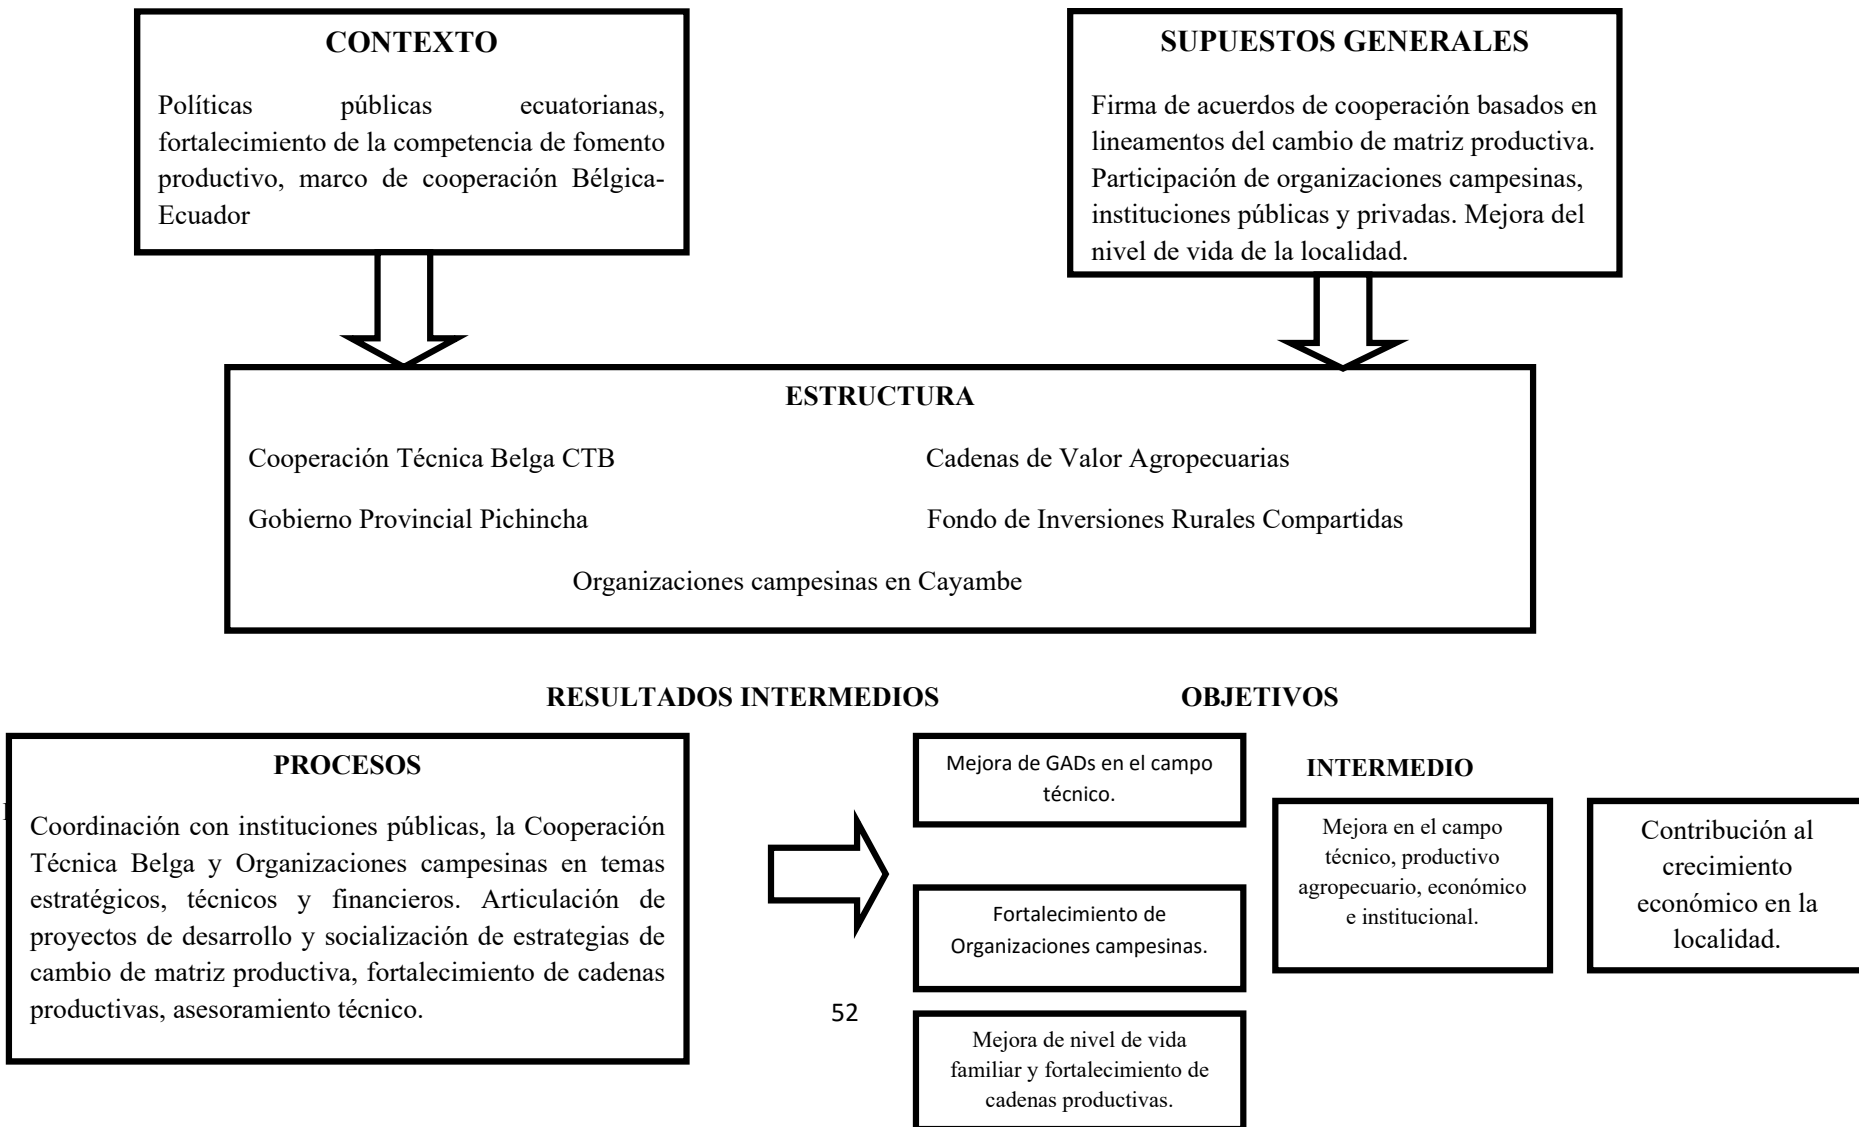 CONTEXTO
Políticas públicas ecuatorianas,
fortalecimiento de la competencia de fomento
productivo, marco de cooperación Bélgica-
Ecuador
SUPUESTOS GENERALES
Firma de acuerdos de cooperación basados en
lineamentos del cambio de matriz productiva.
Participación de organizaciones campesinas,
instituciones públicas y privadas. Mejora del
nivel de vida de la localidad.
ESTRUCTURA
Cooperación Técnica Belga CTB
Cadenas de Valor Agropecuarias
Gobierno Provincial Pichincha
Fondo de Inversiones Rurales Compartidas
Organizaciones campesinas en Cayambe
RESULTADOS INTERMEDIOS
OBJETIVOS
PROCESOS
Coordinación con instituciones públicas, la Cooperación
Técnica Belga y Organizaciones campesinas en temas
estratégicos, técnicos y financieros. Articulación de
proyectos de desarrollo y socialización de estrategias de
cambio de matriz productiva, fortalecimiento de cadenas
productivas, asesoramiento técnico.
Mejora de GADs en el campo
técnico.
Fortalecimiento de
Organizaciones campesinas.
Mejora de nivel de vida
familiar y fortalecimiento de
cadenas productivas.
INTERMEDIO
Mejora en el campo
técnico, productivo
agropecuario, económico
e institucional.
Contribución al
crecimiento
económico en la
localidad.
52